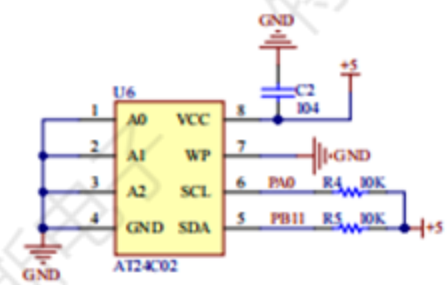 GND
+5
U6
C2
104
1 A0 VCC 8
2 A1 WP 7 GND
3 A2 SCL 6 PA0 R4 10K
4 GND SDA 5 PB11 R5 10K +5
GND
AT24C02